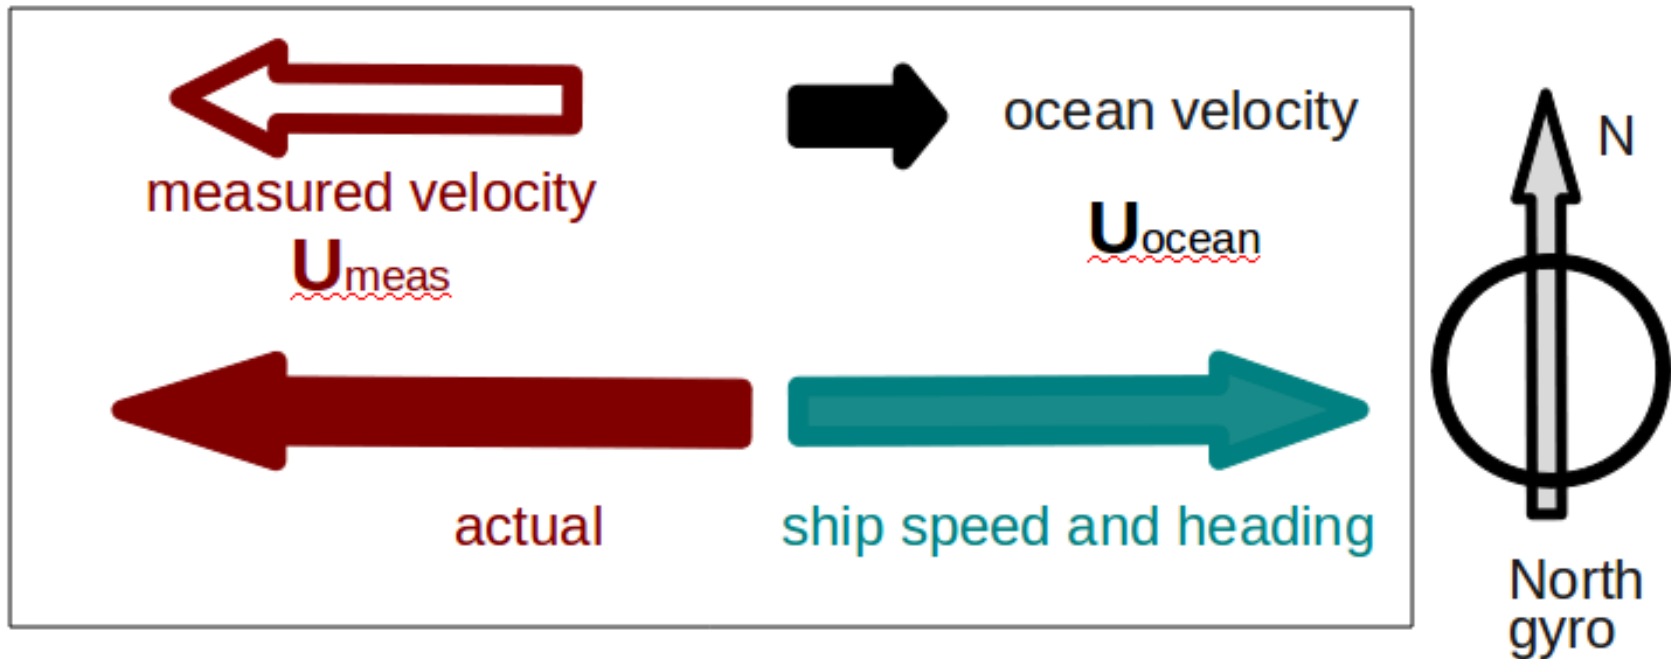 ocean velocity
N
measured velocity
Umeas
Uocean
actual
ship speed and heading
North
gyro